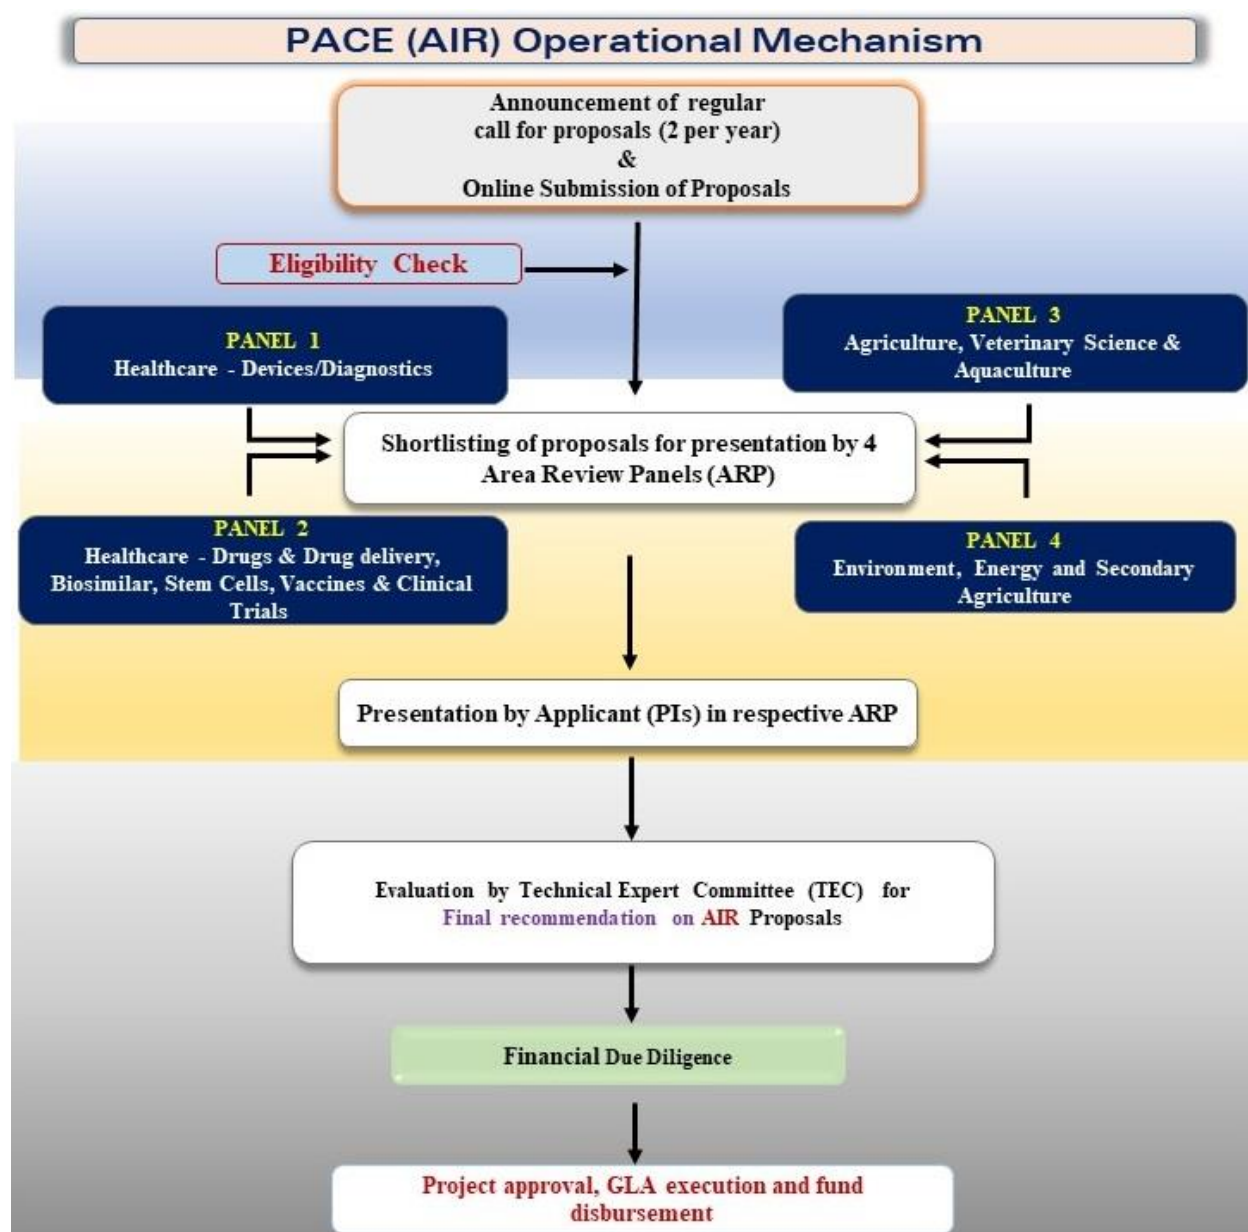 PACE (AIR) Operational Mechanism
Announcement of regular
call for proposals (2 per year)
&
Online Submission of Proposals
Eligibility Check
PANEL 1
Healthcare - Devices/Diagnostics
PANEL 3
Agriculture, Veterinary Science &
Aquaculture
Shortlisting of proposals for presentation by 4
Area Review Panels (ARP)
PANEL 2
Healthcare - Drugs & Drug delivery,
Biosimilar, Stem Cells, Vaccines & Clinical
Trials
PANEL 4
Environment, Energy and Secondary
Agriculture
Presentation by Applicant (PIs) in respective ARP
Evaluation by Technical Expert Committee (TEC) for
Final recommendation on AIR Proposals
Financial Due Diligence
Project approval, GLA execution and fund
disbursement